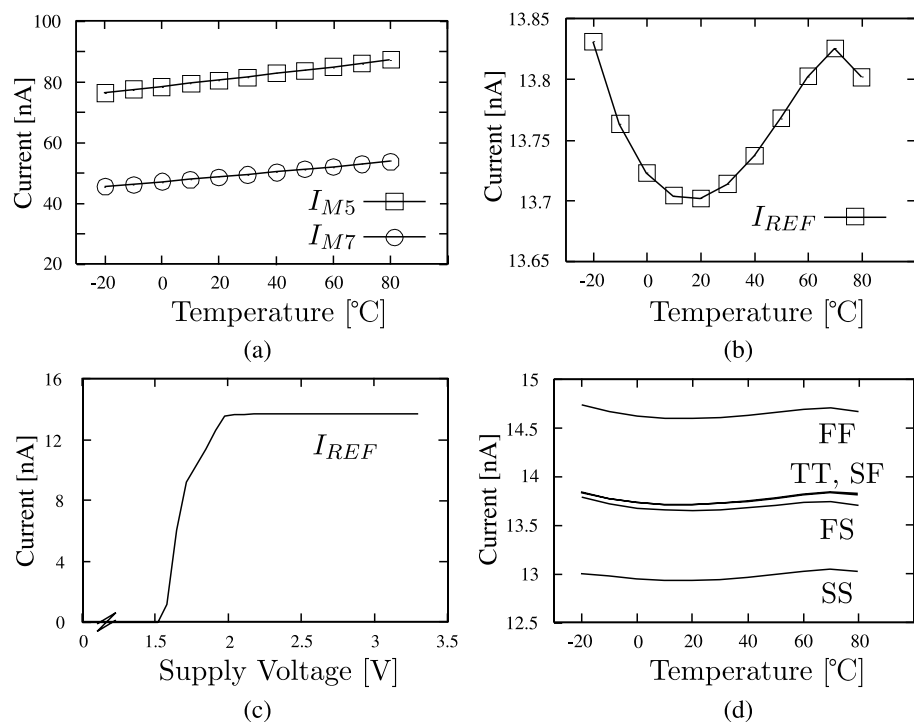 100
80
60
40
20
Current [nA]
I_{M5}
I_{M7}
-20 0 20 40 60 80
Temperature [°C]
(a)
13.85
13.8
13.75
13.7
13.65
Current [nA]
I_{REF}
-20 0 20 40 60 80
Temperature [°C]
(b)
16
12
8
4
0
Current [nA]
I_{REF}
0 1.5 2 2.5 3 3.5
Supply Voltage [V]
(c)
15
14.5
14
13.5
13
12.5
Current [nA]
FF
TT, SF
FS
SS
-20 0 20 40 60 80
Temperature [°C]
(d)